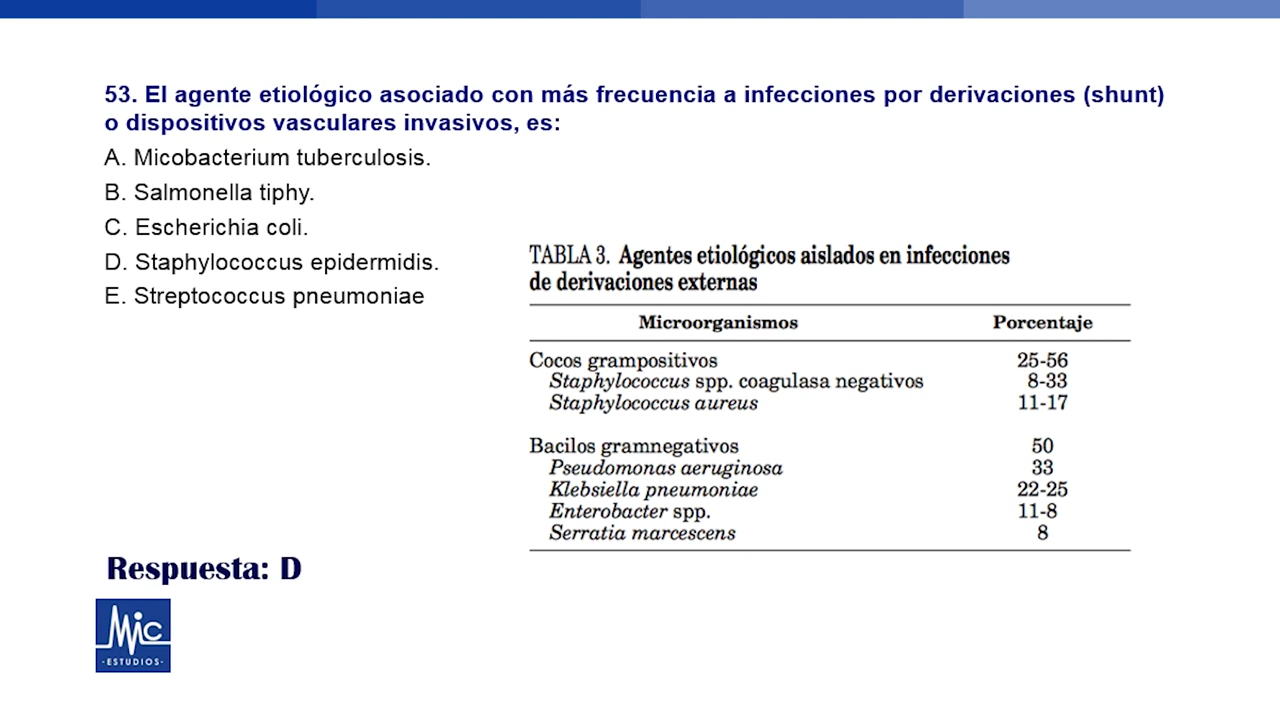 53. El agente etiológico asociado con más frecuencia a infecciones por derivaciones (shunt)
o dispositivos vasculares invasivos, es:
A. Micobacterium tuberculosis.
B. Salmonella tiphy.
C. Escherichia coli.
D. Staphylococcus epidermidis.
E. Streptococcus pneumoniae
TABLA 3. Agentes etiológicos aislados en infecciones
de derivaciones externas
Microorganismos Porcentaje
Cocos grampositivos 25-56
Staphylococcus spp. coagulasa negativos 8-33
Staphylococcus aureus 11-17
Bacilos gramnegativos 50
Pseudomonas aeruginosa 33
Klebsiella pneumoniae 22-25
Enterobacter spp. 11-8
Serratia marcescens 8
Respuesta: D
Mic
·ESTUDIOS·